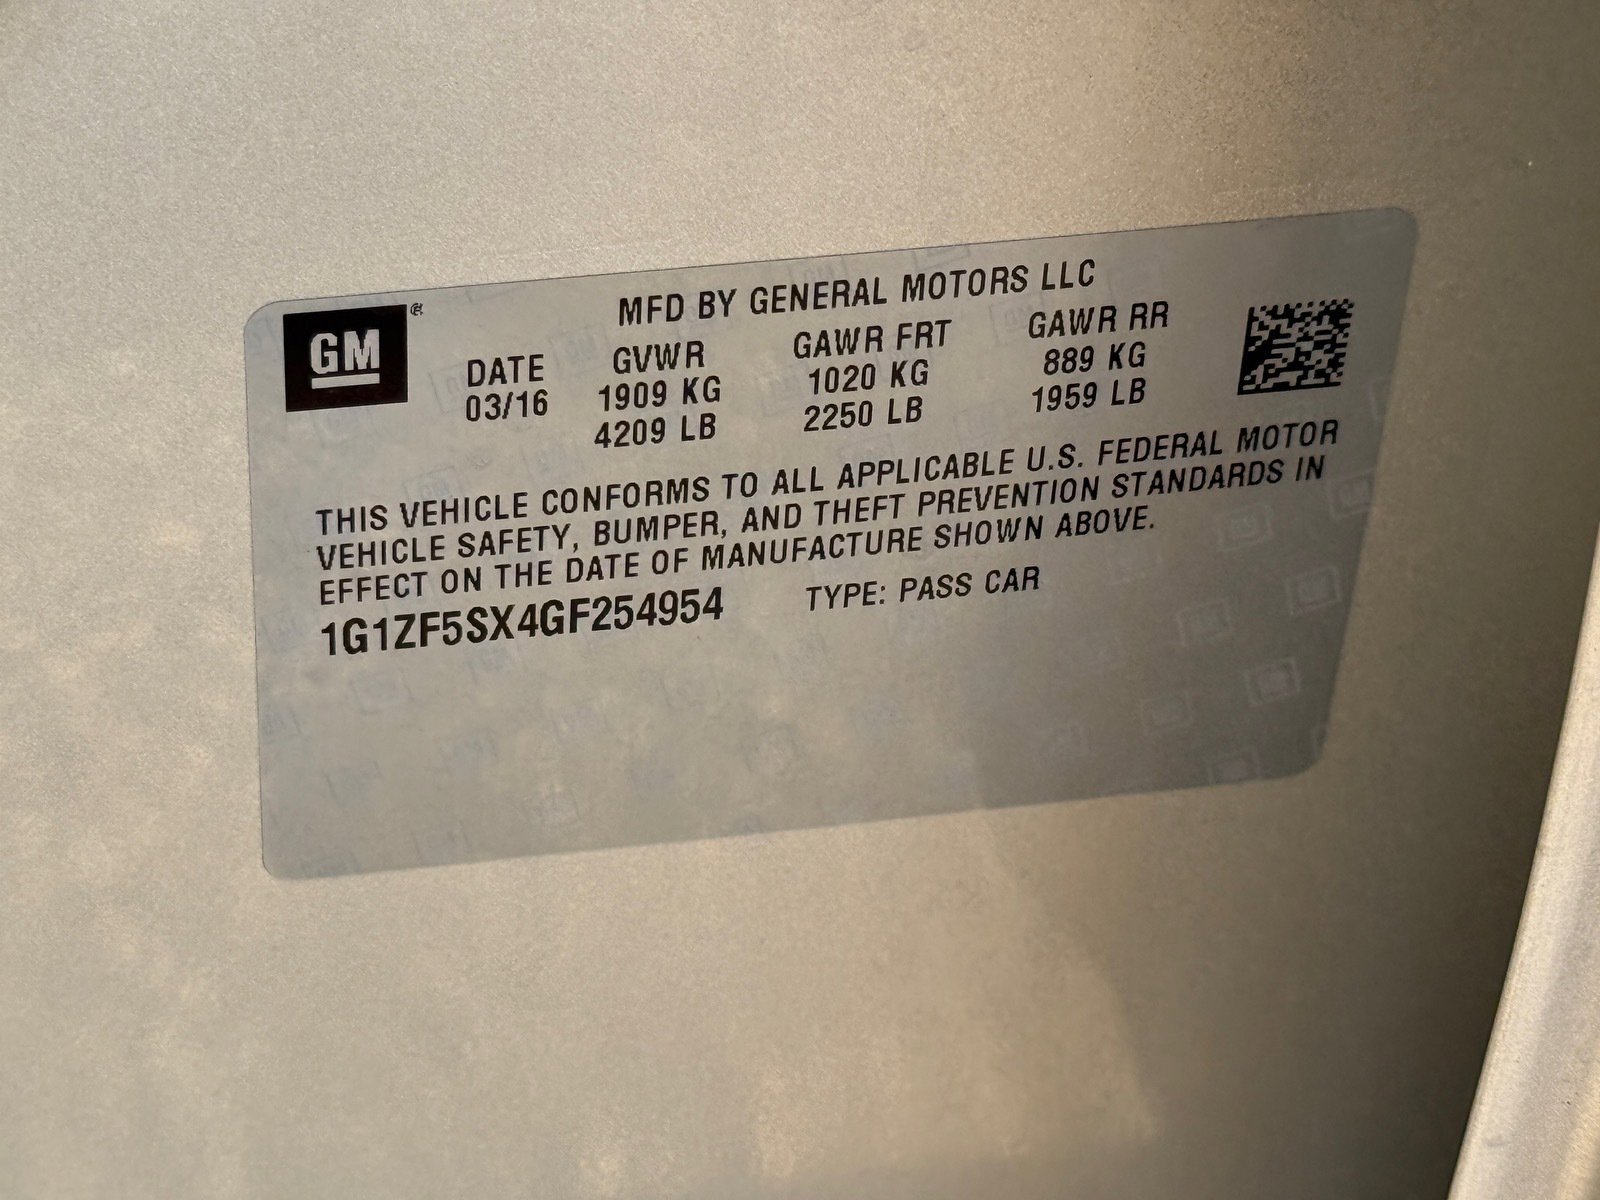 GM
MFD BY GENERAL MOTORS LLC
DATE GVWR GAWR FRT GAWR RR
03/16 1909 KG 1020 KG 889 KG
4209 LB 2250 LB 1959 LB
THIS VEHICLE CONFORMS TO ALL APPLICABLE U.S. FEDERAL MOTOR
VEHICLE SAFETY, BUMPER, AND THEFT PREVENTION STANDARDS IN
EFFECT ON THE DATE OF MANUFACTURE SHOWN ABOVE.
1G1ZF5SX4GF254954 TYPE: PASS CAR